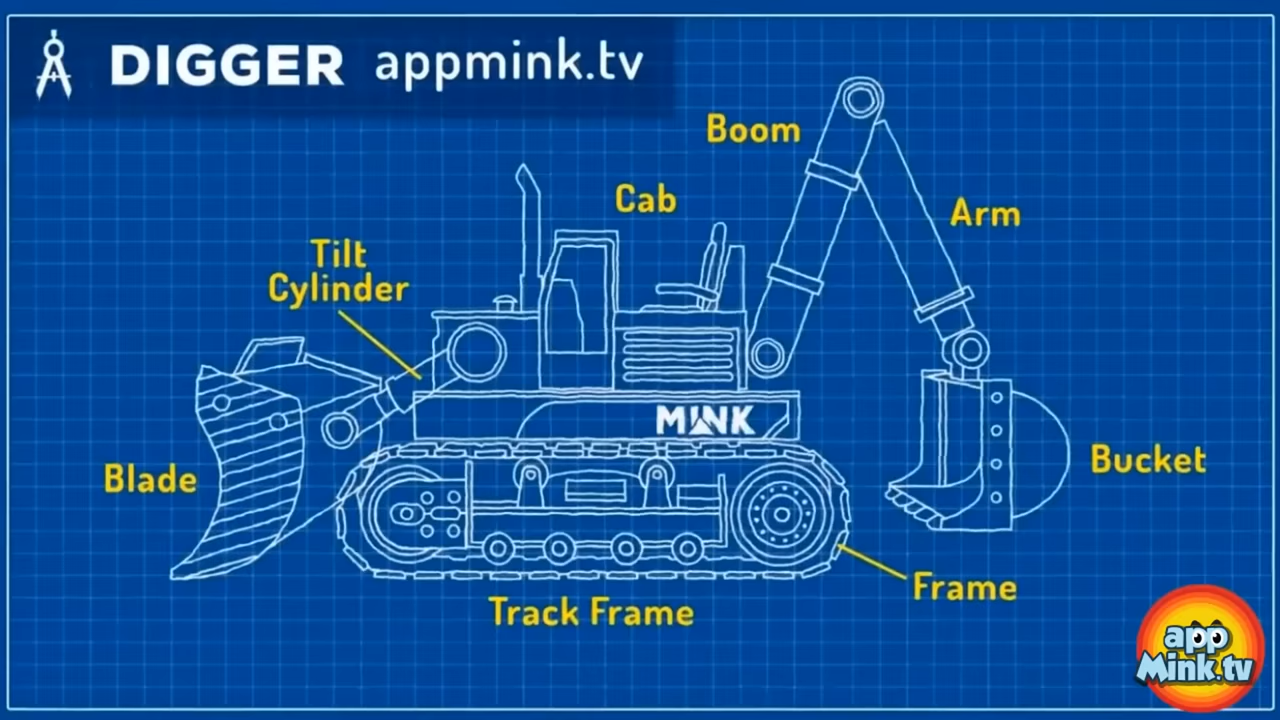 DIGGER appmink.tv
Boom
Cab
Arm
Tilt
Cylinder
MINK
Blade
Bucket
Frame
Track Frame
app
Mink.tv